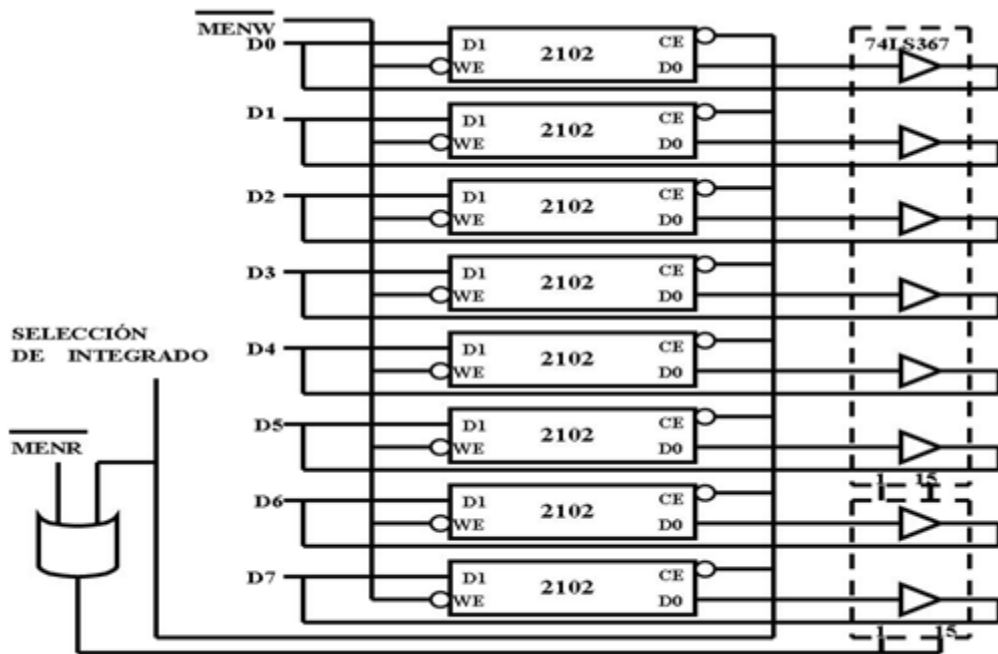 MENW
D0
D1
2102
CE
WE
D0
74LS367
D1
D1
2102
CE
WE
D0
D2
D1
2102
CE
WE
D0
D3
D1
2102
CE
WE
D0
SELECCIÓN
DE INTEGRADO
D4
D1
2102
CE
WE
D0
MENR
D5
D1
2102
CE
WE
D0
1 15
D6
D1
2102
CE
WE
D0
D7
D1
2102
CE
WE
D0
1 15